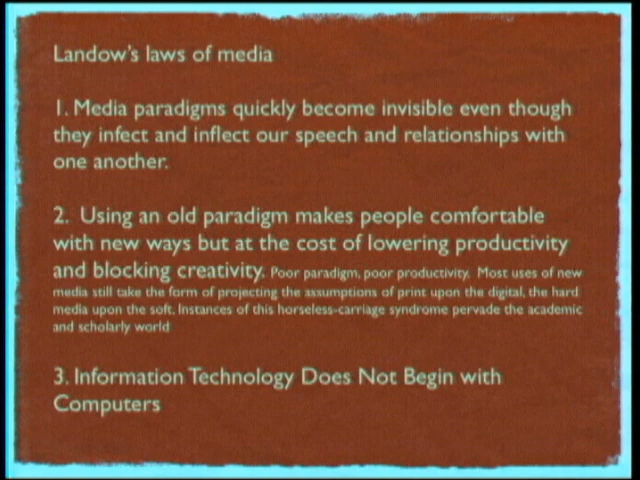 Landow's laws of media
1. Media paradigms quickly become invisible even though
they infect and inflect our speech and relationships with
one another.
2. Using an old paradigm makes people comfortable
with new ways but at the cost of lowering productivity
and blocking creativity. Poor paradigm, poor productivity. Most uses of new
media still take the form of projecting the assumptions of print upon the digital, the hard
media upon the soft. Instances of this horseless-carriage syndrome pervade the academic
and scholarly world
3. Information Technology Does Not Begin with
Computers